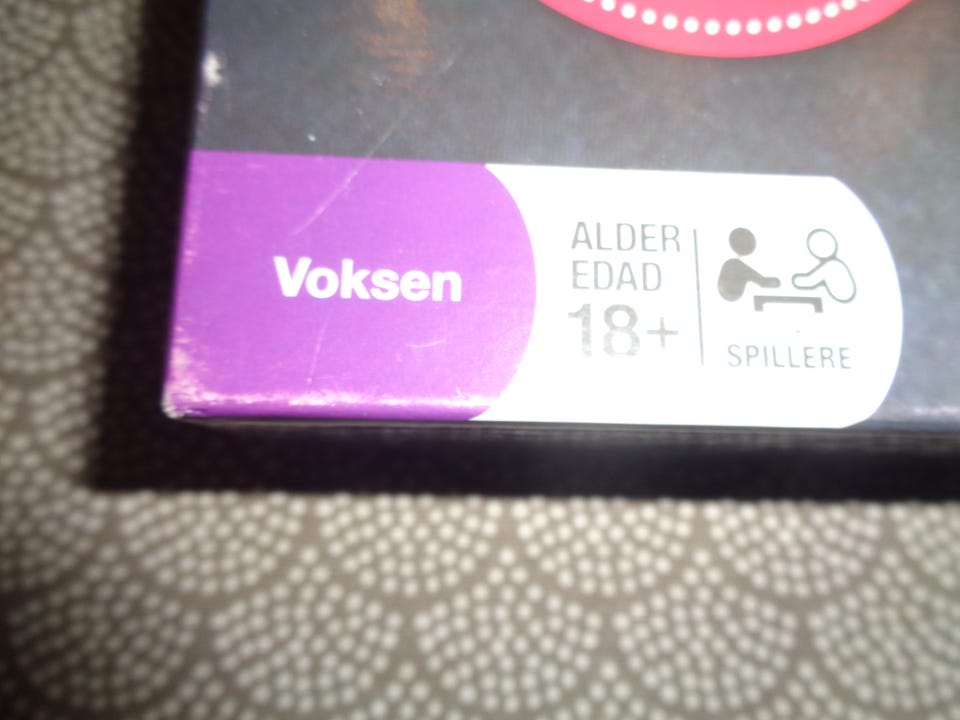 Voksen
ALDER
EDAD
18+
SPILLERE